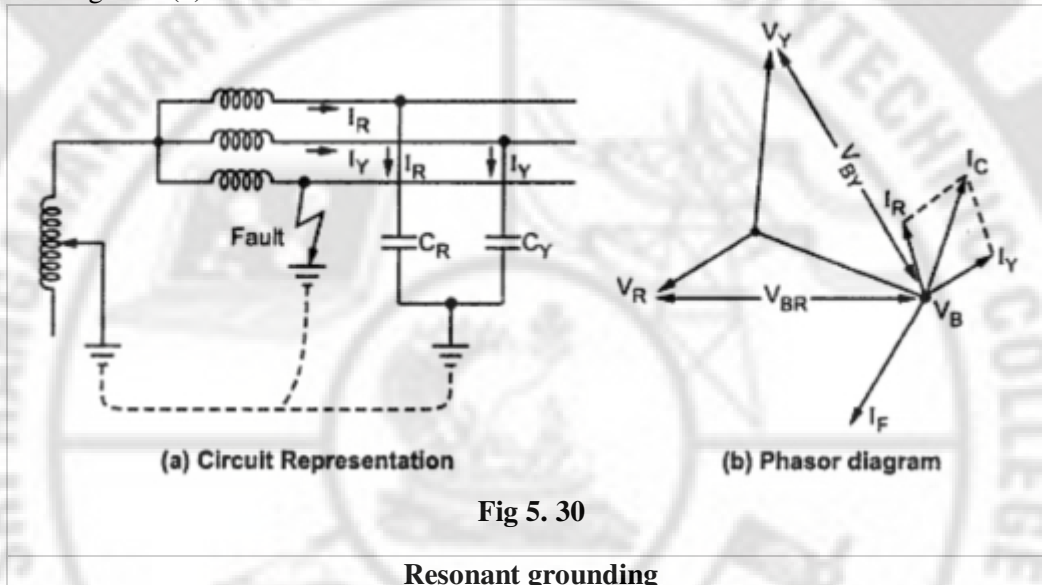 I_R
I_Y
I_R
I_Y
Fault
C_R
C_Y
(a) Circuit Representation
V_Y
V_BY
I_C
I_R
I_Y
V_R
V_BR
V_B
I_F
(b) Phasor diagram
Fig 5. 30
Resonant grounding